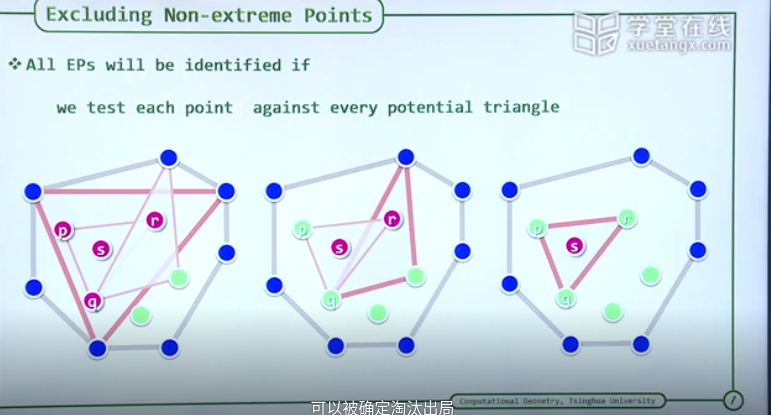 Excluding Non-extreme Points
学堂在线
xuetangx.com
❖All EPs will be identified if
we test each point against every potential triangle
p
r
s
q
p
r
s
q
p
r
s
q
可以被确定淘汰出局
Computational Geometry, Tsinghua University
7